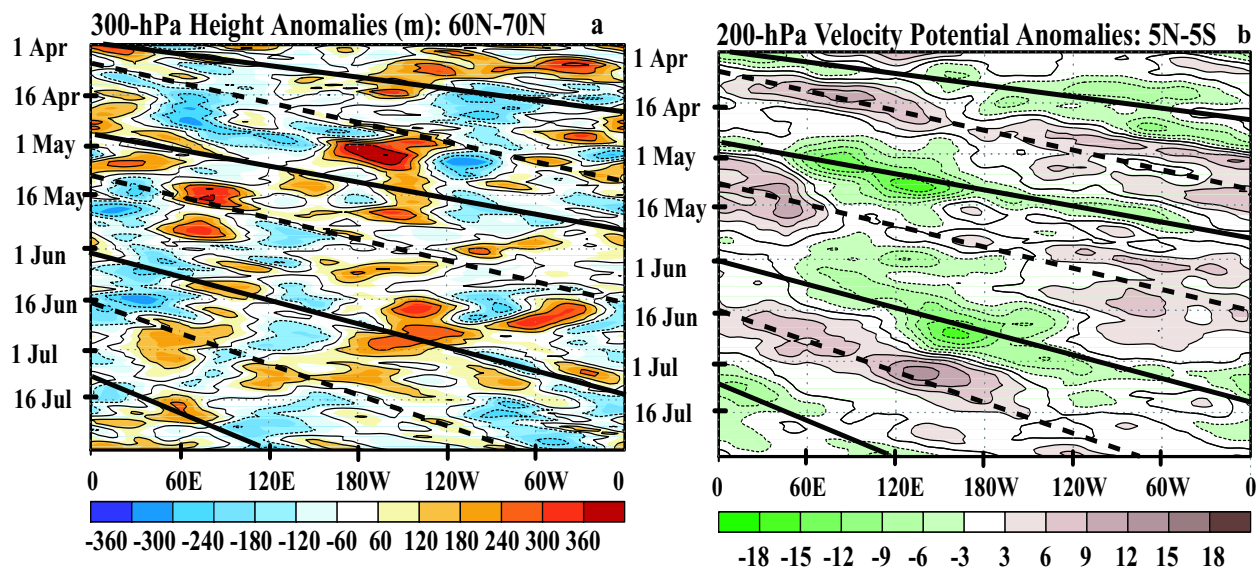 300-hPa Height Anomalies (m): 60N-70N a
1 Apr
16 Apr
1 May
16 May
1 Jun
16 Jun
1 Jul
16 Jul
0 60E 120E 180W 120W 60W 0
-360 -300 -240 -180 -120 -60 60 120 180 240 300 360
200-hPa Velocity Potential Anomalies: 5N-5S b
1 Apr
16 Apr
1 May
16 May
1 Jun
16 Jun
1 Jul
16 Jul
0 60E 120E 180W 120W 60W 0
-18 -15 -12 -9 -6 -3 3 6 9 12 15 18